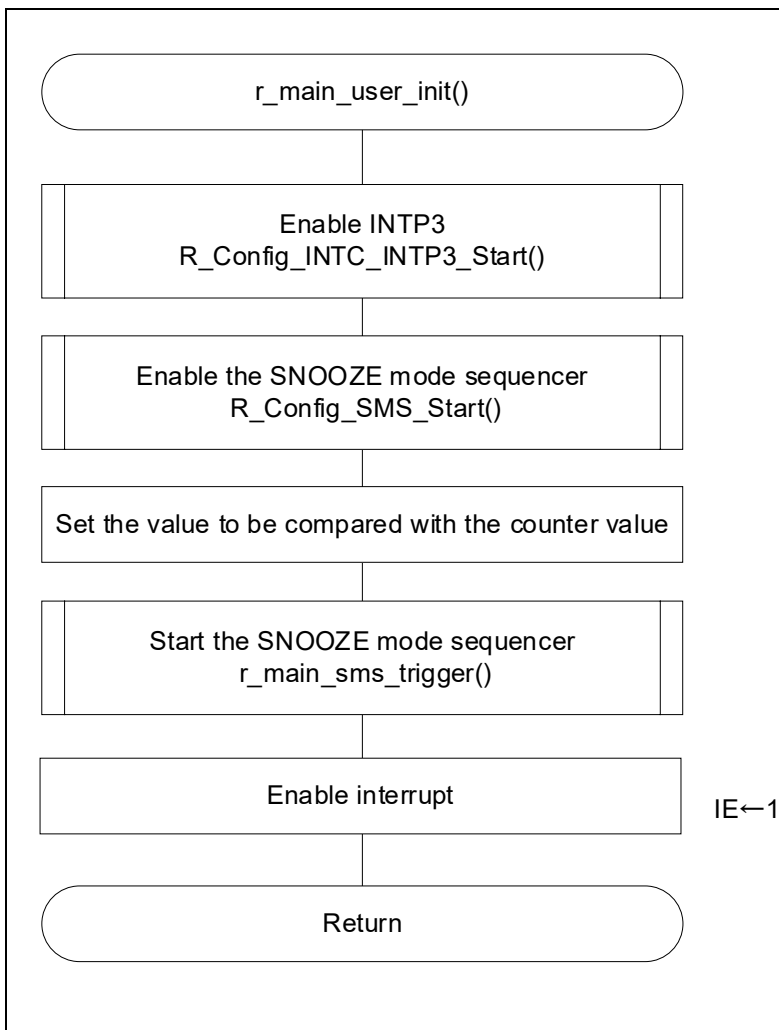 r_main_user_init()
Enable INTP3
R_Config_INTC_INTP3_Start()
Enable the SNOOZE mode sequencer
R_Config_SMS_Start()
Set the value to be compared with the counter value
Start the SNOOZE mode sequencer
r_main_sms_trigger()
Enable interrupt
IE←1
Return